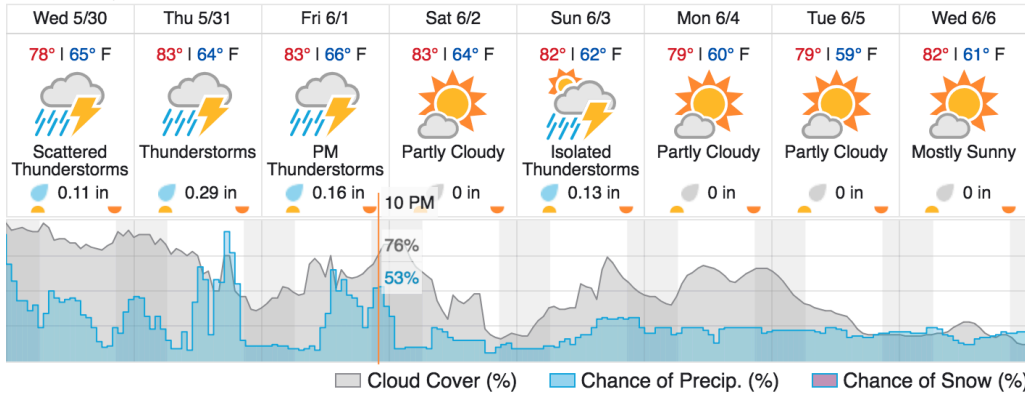 Wed 5/30 Thu 5/31 Fri 6/1 Sat 6/2 Sun 6/3 Mon 6/4 Tue 6/5 Wed 6/6
78° | 65° F 83° | 64° F 83° | 66° F 83° | 64° F 82° | 62° F 79° | 60° F 79° | 59° F 82° | 61° F
Scattered Thunderstorms PM Partly Cloudy Isolated Partly Cloudy Partly Cloudy Mostly Sunny
Thunderstorms Thunderstorms Thunderstorms
0.11 in 0.29 in 0.16 in 0 in 0.13 in 0 in 0 in 0 in
10 PM
76%
53%
Cloud Cover (%) Chance of Precip. (%) Chance of Snow (%)